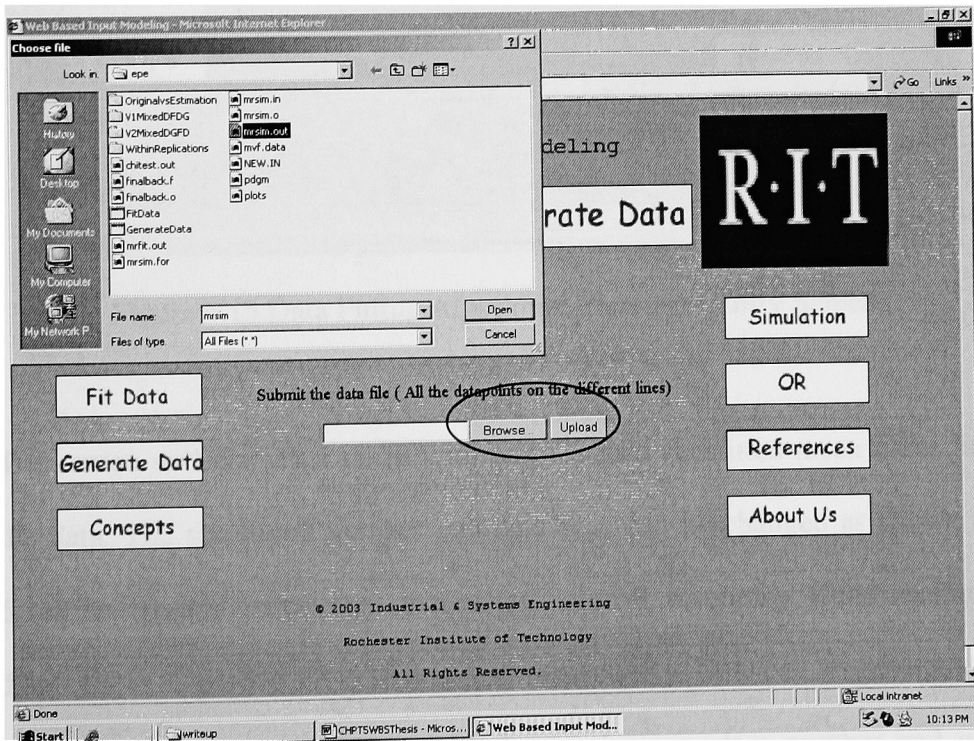 Web Based Input Modeling - Microsoft Internet Explorer
Choose file
Look in: epe
Go Links »
History
Desktop
My Documents
My Computer
My Network P...
OriginalvsEstimation
V1MixedDFDG
V2MixedDGFD
WithinReplications
chitest.out
finalback.f
finalback.o
FitData
GenerateData
mrfit.out
mrsim.for
mrsim.in
mrsim.o
mrsim.out
mvf.data
NEW.IN
pdgm
plots
File name: mrsim Open
Files of type: All Files (*.*) Cancel
deling
rate Data
R·I·T
Fit Data
Generate Data
Concepts
Submit the data file ( All the datapoints on the different lines)
Browse... Upload
Simulation
OR
References
About Us
© 2003 Industrial & Systems Engineering
Rochester Institute of Technology
All Rights Reserved.
Done Local intranet
Start writeup CHPT5WBSThesis - Micros... Web Based Input Mod... 10:13 PM